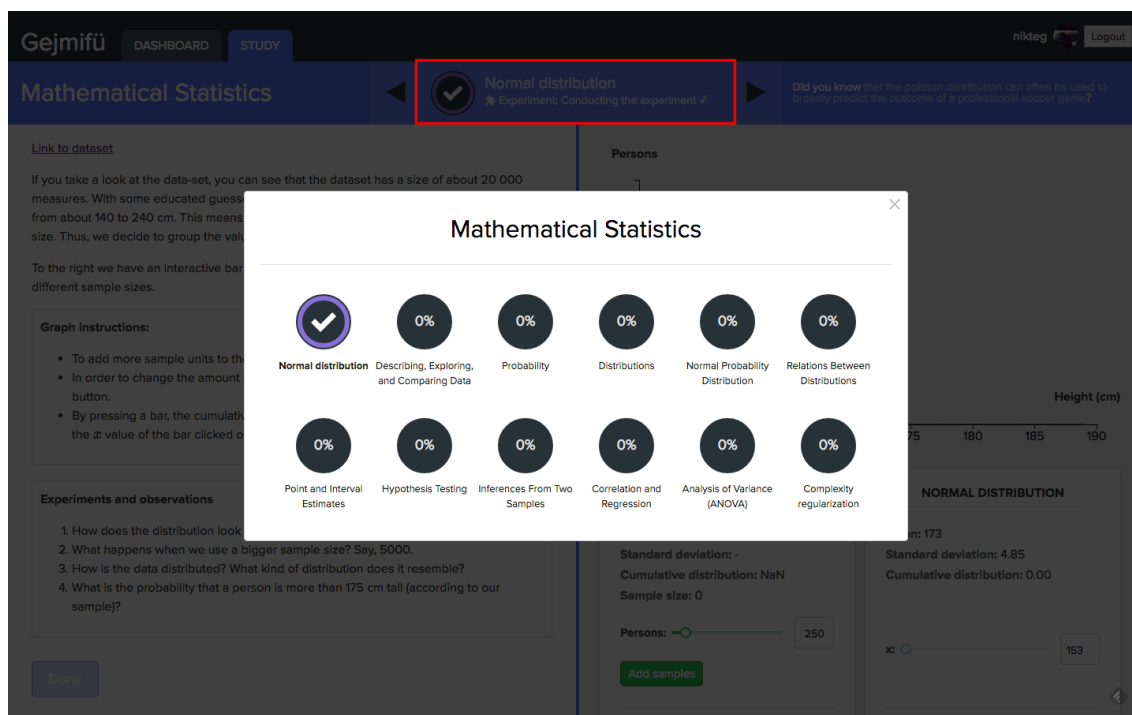 Gejmifü
DASHBOARD
STUDY
nikteg
Logout
Mathematical Statistics
Normal distribution
Experiment: Conducting the experiment ✓
Did you know that the poisson distribution can often be used to
broadly predict the outcome of a professional soccer game?
Link to dataset
If you take a look at the data-set, you can see that the dataset has a size of about 20 000
measures. With some educated guess
from about 140 to 240 cm. This means
size. Thus, we decide to group the
To the right we have an interactive bar
different sample sizes.
Graph instructions:
To add more sample units to th
In order to change the amount
button.
By pressing a bar, the cumulativ
the x value of the bar clicked o
Experiments and observations
1. How does the distribution look
2. What happens when we use a bigger sample size? Say, 5000.
3. How is the data distributed? What kind of distribution does it resemble?
4. What is the probability that a person is more than 175 cm tall (according to our
sample)?
Done
Mathematical Statistics
Normal distribution
0%
Describing, Exploring,
and Comparing Data
0%
Probability
0%
Distributions
0%
Normal Probability
Distribution
0%
Relations Between
Distributions
0%
Point and Interval
Estimates
0%
Hypothesis Testing
0%
Inferences From Two
Samples
0%
Correlation and
Regression
0%
Analysis of Variance
(ANOVA)
0%
Complexity
regularization
Persons
Height (cm)
75 180 185 190
Standard deviation: -
Cumulative distribution: NaN
Sample size: 0
Persons:
250
Add samples
NORMAL DISTRIBUTION
n: 173
Standard deviation: 4.85
Cumulative distribution: 0.00
x:
153